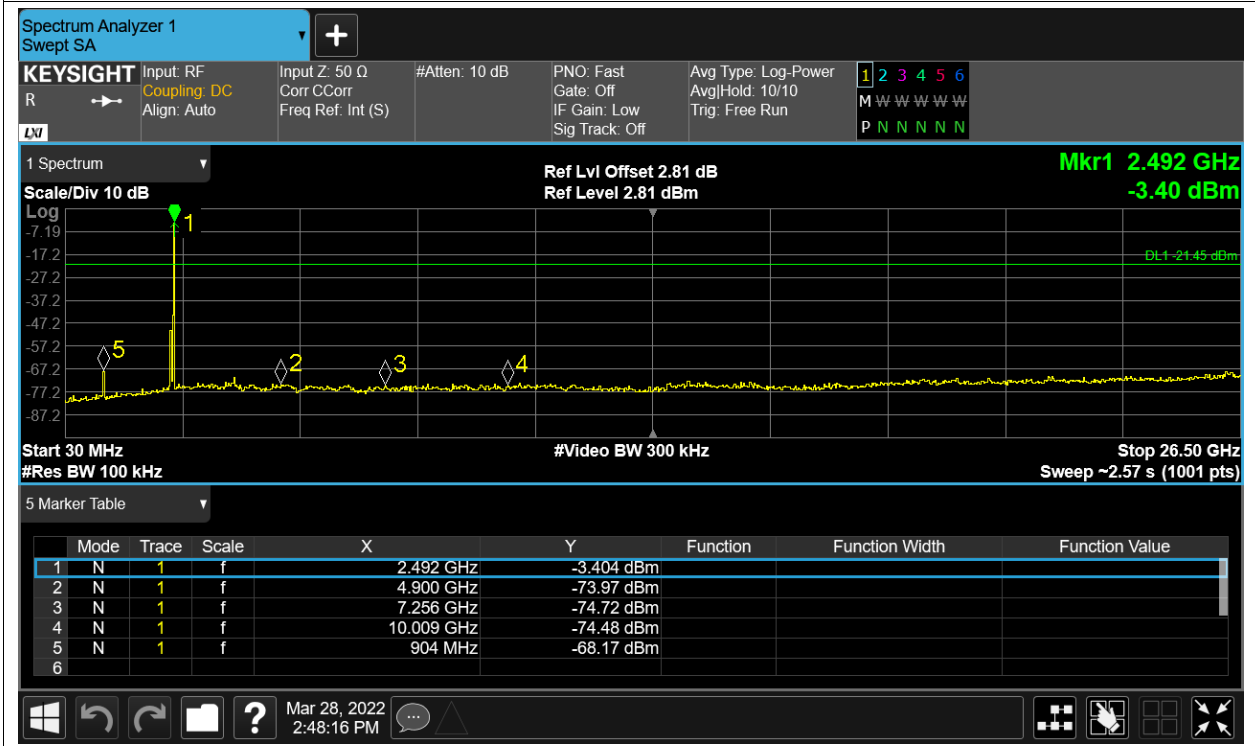 Spectrum Analyzer 1
Swept SA
+
KEYSIGHT
R
LXI
Input: RF
Coupling: DC
Align: Auto
Input Z: 50 Ω
Corr CCorr
Freq Ref: Int (S)
#Atten: 10 dB
PNO: Fast
Gate: Off
IF Gain: Low
Sig Track: Off
Avg Type: Log-Power
Avg|Hold: 10/10
Trig: Free Run
1 2 3 4 5 6
M W W W W W
P N N N N N
1 Spectrum
Scale/Div 10 dB
Ref Lvl Offset 2.81 dB
Ref Level 2.81 dBm
Mkr1 2.492 GHz
-3.40 dBm
Log
-7.19
-17.2
-27.2
-37.2
-47.2
-57.2
-67.2
-77.2
-87.2
1
DL1 -21.45 dBm
5
2
3
4
Start 30 MHz
#Res BW 100 kHz
#Video BW 300 kHz
Stop 26.50 GHz
Sweep ~2.57 s (1001 pts)
5 Marker Table
Mode Trace Scale X Y Function Function Width Function Value
1 N 1 f 2.492 GHz -3.404 dBm
2 N 1 f 4.900 GHz -73.97 dBm
3 N 1 f 7.256 GHz -74.72 dBm
4 N 1 f 10.009 GHz -74.48 dBm
5 N 1 f 904 MHz -68.17 dBm
6
?
Mar 28, 2022
2:48:16 PM